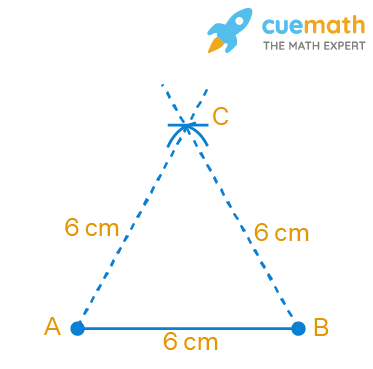 cuemath
THE MATH EXPERT
C
6 cm
6 cm
A
B
6 cm